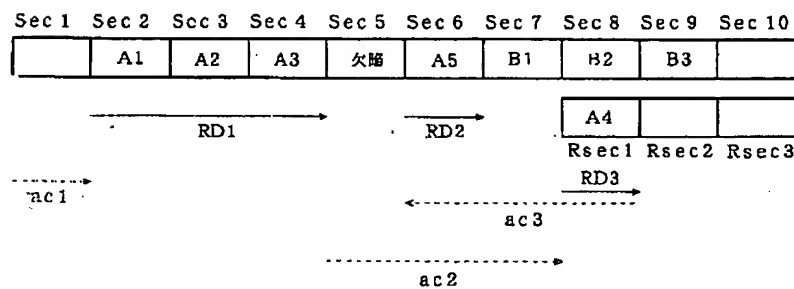 Sec 1 Sec 2 Sec 3 Sec 4 Sec 5 Sec 6 Sec 7 Sec 8 Sec 9 Sec 10
A1 A2 A3 欠陥 A5 B1 B2 B3
A4
RD1 RD2
Rsec1 Rsec2 Rsec3
RD3
ac1
ac3
ac2